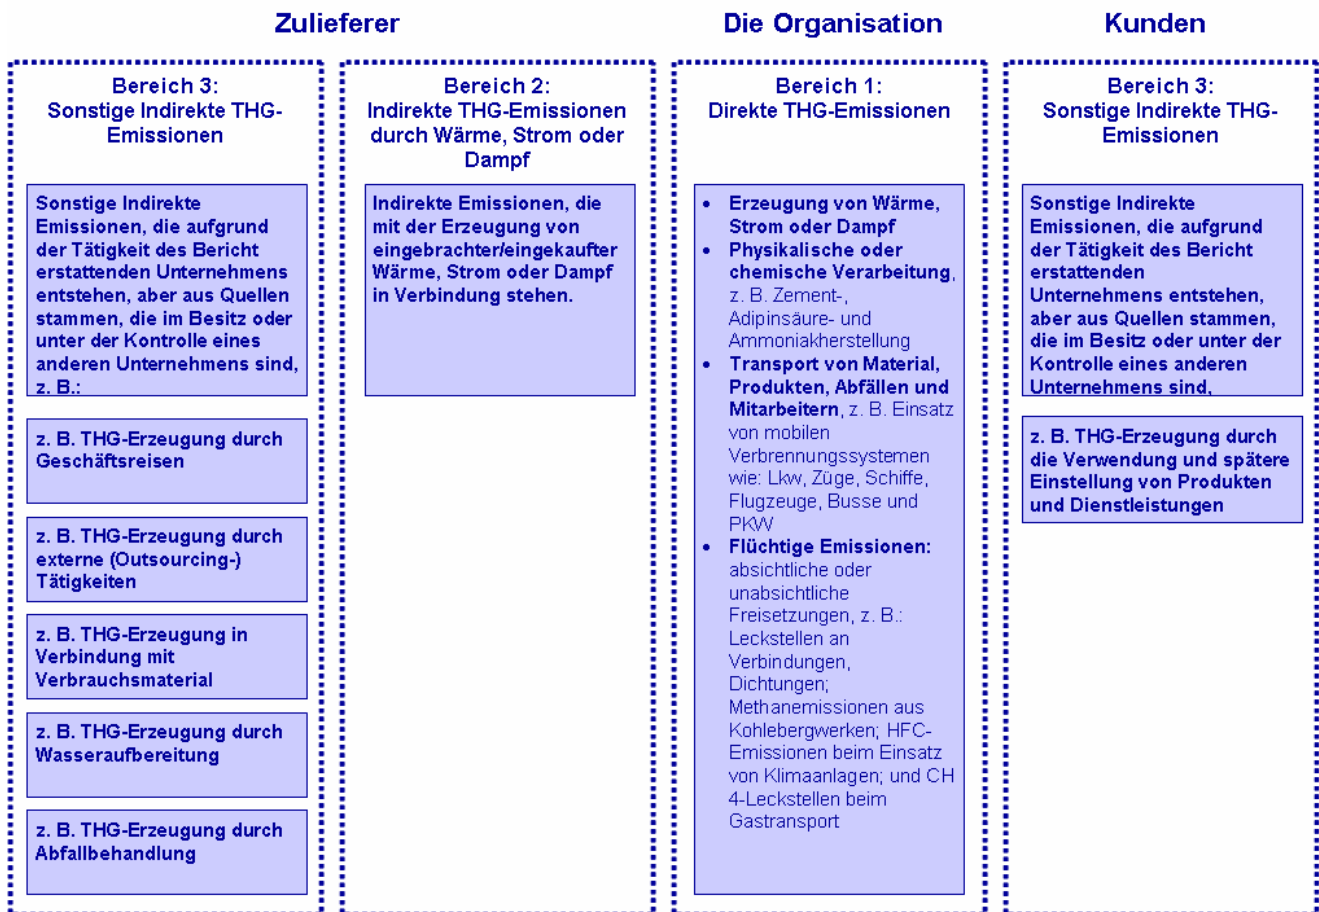 Zulieferer
Die Organisation
Kunden
Bereich 3:
Sonstige Indirekte THG-
Emissionen
Sonstige Indirekte
Emissionen, die aufgrund
der Tätigkeit des Bericht
erstattenden Unternehmens
entstehen, aber aus Quellen
stammen, die im Besitz oder
unter der Kontrolle eines
anderen Unternehmens sind,
z. B.:
z. B. THG-Erzeugung durch
Geschäftsreisen
z. B. THG-Erzeugung durch
externe (Outsourcing-)
Tätigkeiten
z. B. THG-Erzeugung in
Verbindung mit
Verbrauchsmaterial
z. B. THG-Erzeugung durch
Wasseraufbereitung
z. B. THG-Erzeugung durch
Abfallbehandlung
Bereich 2:
Indirekte THG-Emissionen
durch Wärme, Strom oder
Dampf
Indirekte Emissionen, die
mit der Erzeugung von
eingebrachter/eingekaufter
Wärme, Strom oder Dampf
in Verbindung stehen.
Bereich 1:
Direkte THG-Emissionen
• Erzeugung von Wärme,
Strom oder Dampf
• Physikalische oder
chemische Verarbeitung,
z. B. Zement-,
Adipinsäure- und
Ammoniakherstellung
• Transport von Material,
Produkten, Abfällen und
Mitarbeitern, z. B. Einsatz
von mobilen
Verbrennungssystemen
wie: Lkw, Züge, Schiffe,
Flugzeuge, Busse und
PKW
• Flüchtige Emissionen:
absichtliche oder
unabsichtliche
Freisetzungen, z. B.:
Leckstellen an
Verbindungen,
Dichtungen;
Methanemissionen aus
Kohlebergwerken; HFC-
Emissionen beim Einsatz
von Klimaanlagen; und CH
4-Leckstellen beim
Gastransport
Bereich 3:
Sonstige Indirekte THG-
Emissionen
Sonstige Indirekte
Emissionen, die aufgrund
der Tätigkeit des Bericht
erstattenden
Unternehmens entstehen,
aber aus Quellen stammen,
die im Besitz oder unter der
Kontrolle eines anderen
Unternehmens sind,
z. B. THG-Erzeugung durch
die Verwendung und spätere
Einstellung von Produkten
und Dienstleistungen